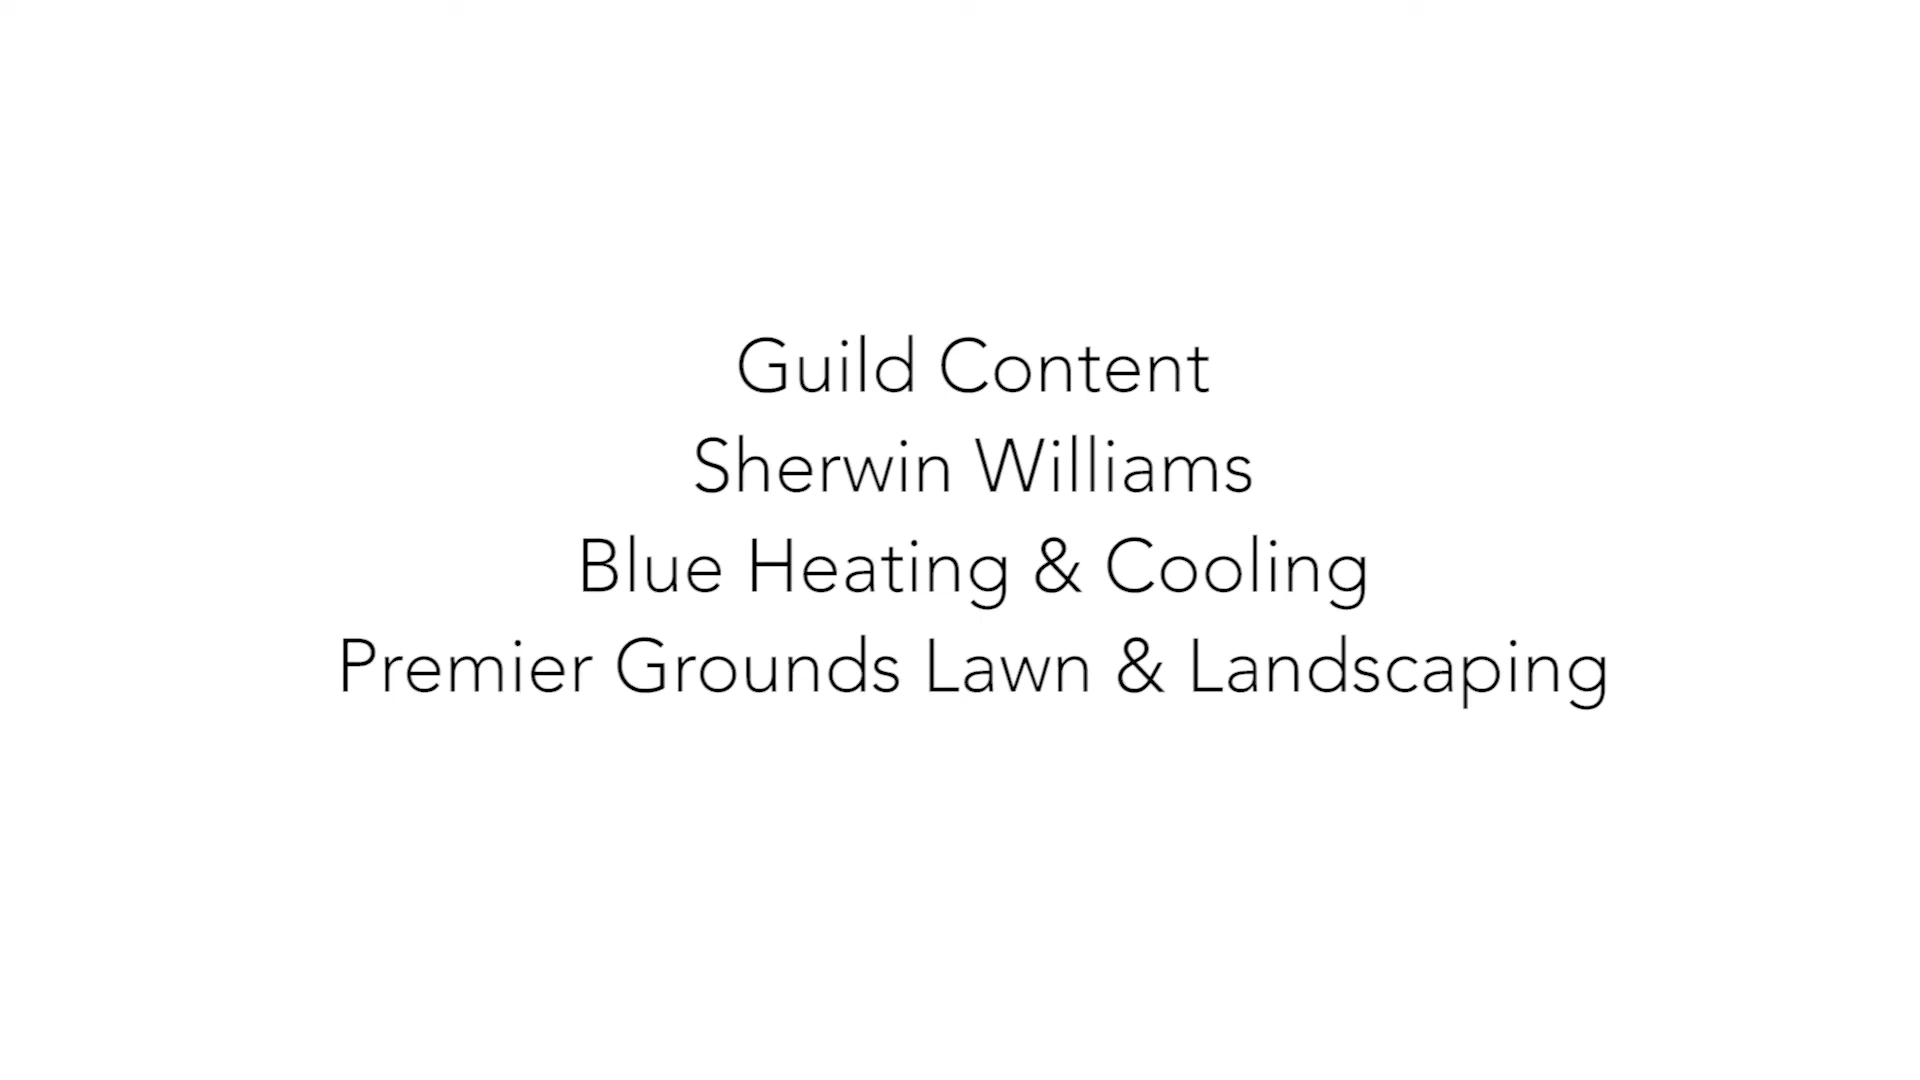 Guild Content
Sherwin Williams
Blue Heating & Cooling
Premier Grounds Lawn & Landscaping